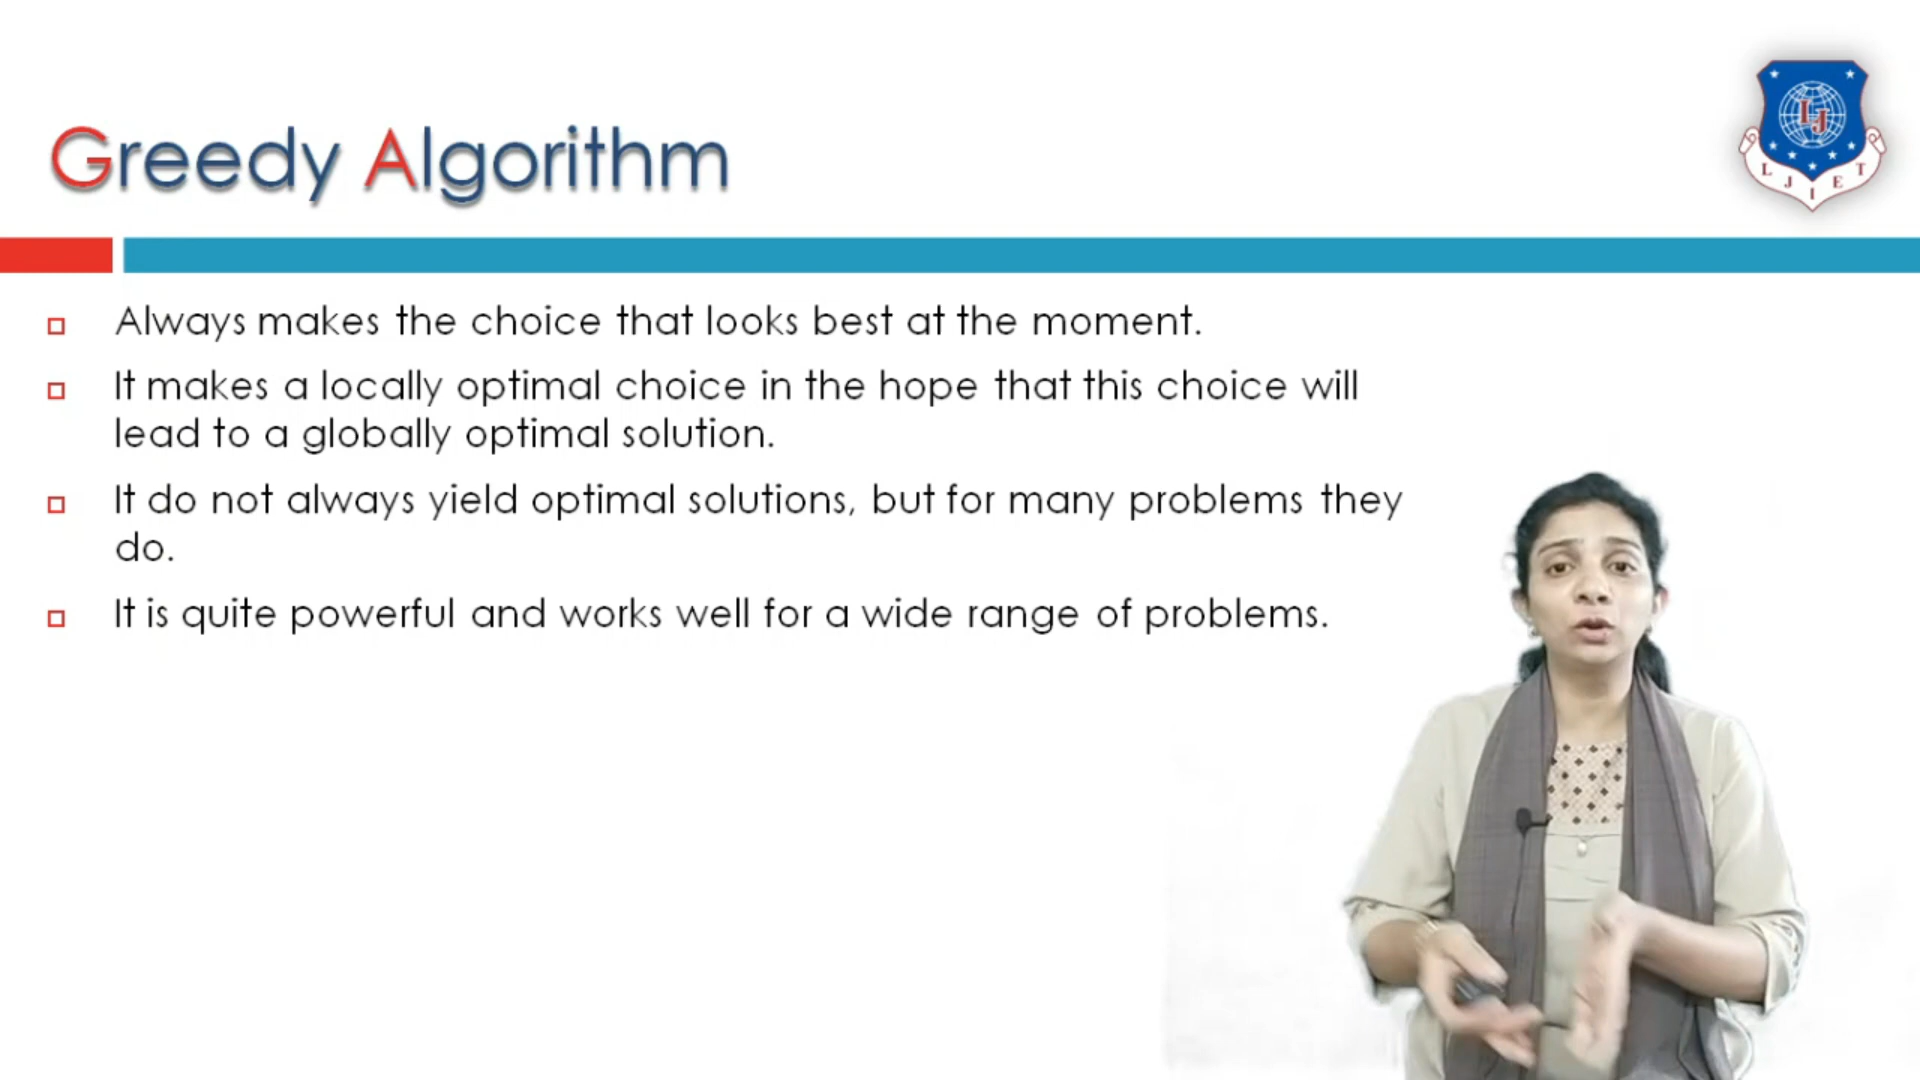 Greedy Algorithm
LJ
L J I E T
Always makes the choice that looks best at the moment.
It makes a locally optimal choice in the hope that this choice will
lead to a globally optimal solution.
It do not always yield optimal solutions, but for many problems they
do.
It is quite powerful and works well for a wide range of problems.